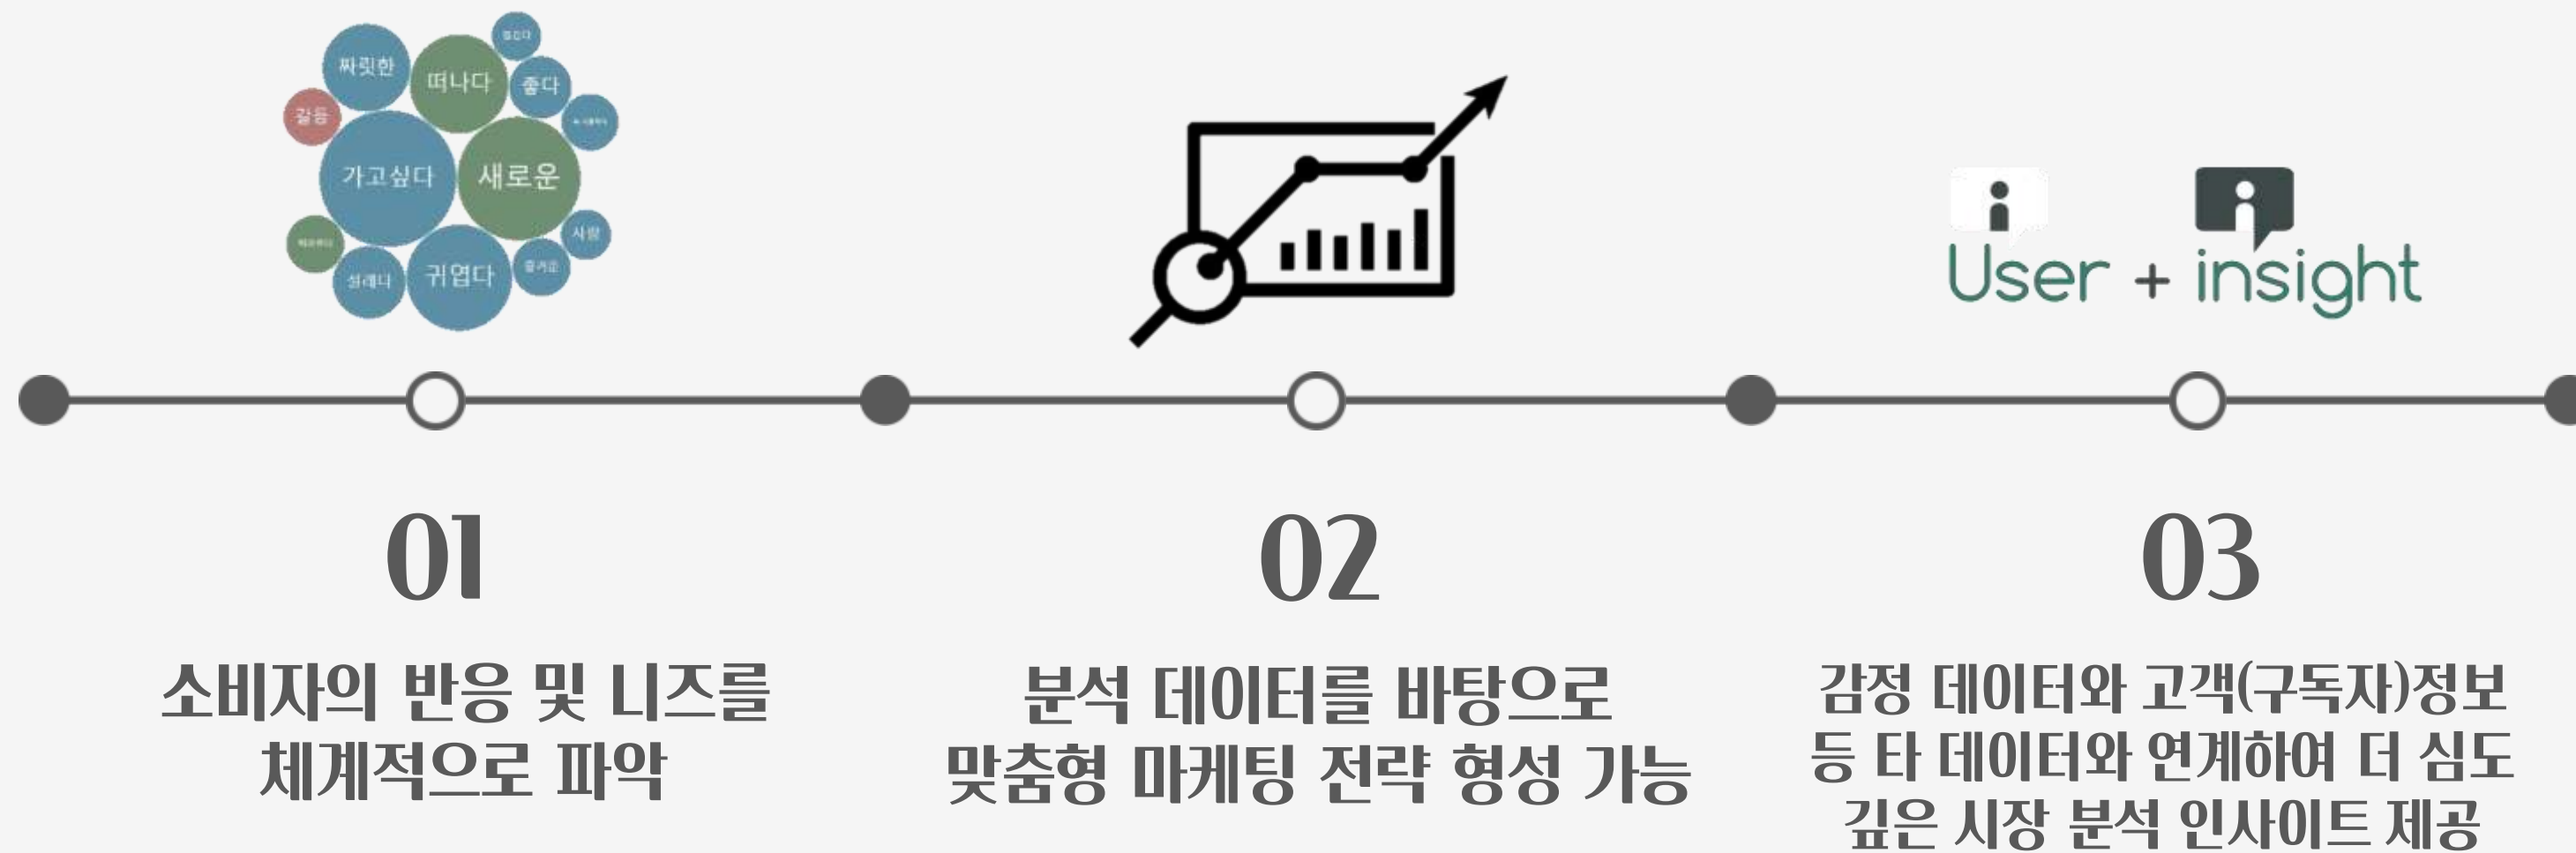 짜릿한
떠나다
좋다
갈등
가고싶다
새로운
사랑
설레다
귀엽다
즐거운
User + insight
01
소비자의 반응 및 니즈를
체계적으로 파악
02
분석 데이터를 바탕으로
맞춤형 마케팅 전략 형성 가능
03
감정 데이터와 고객(구독자)정보
등 타 데이터와 연계하여 더 심도
깊은 시장 분석 인사이트 제공